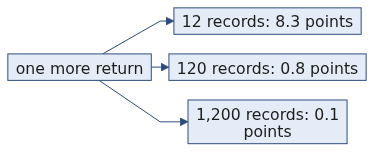 12 records: 8.3 points
one more return
120 records: 0.8 points
1,200 records: 0.1
points